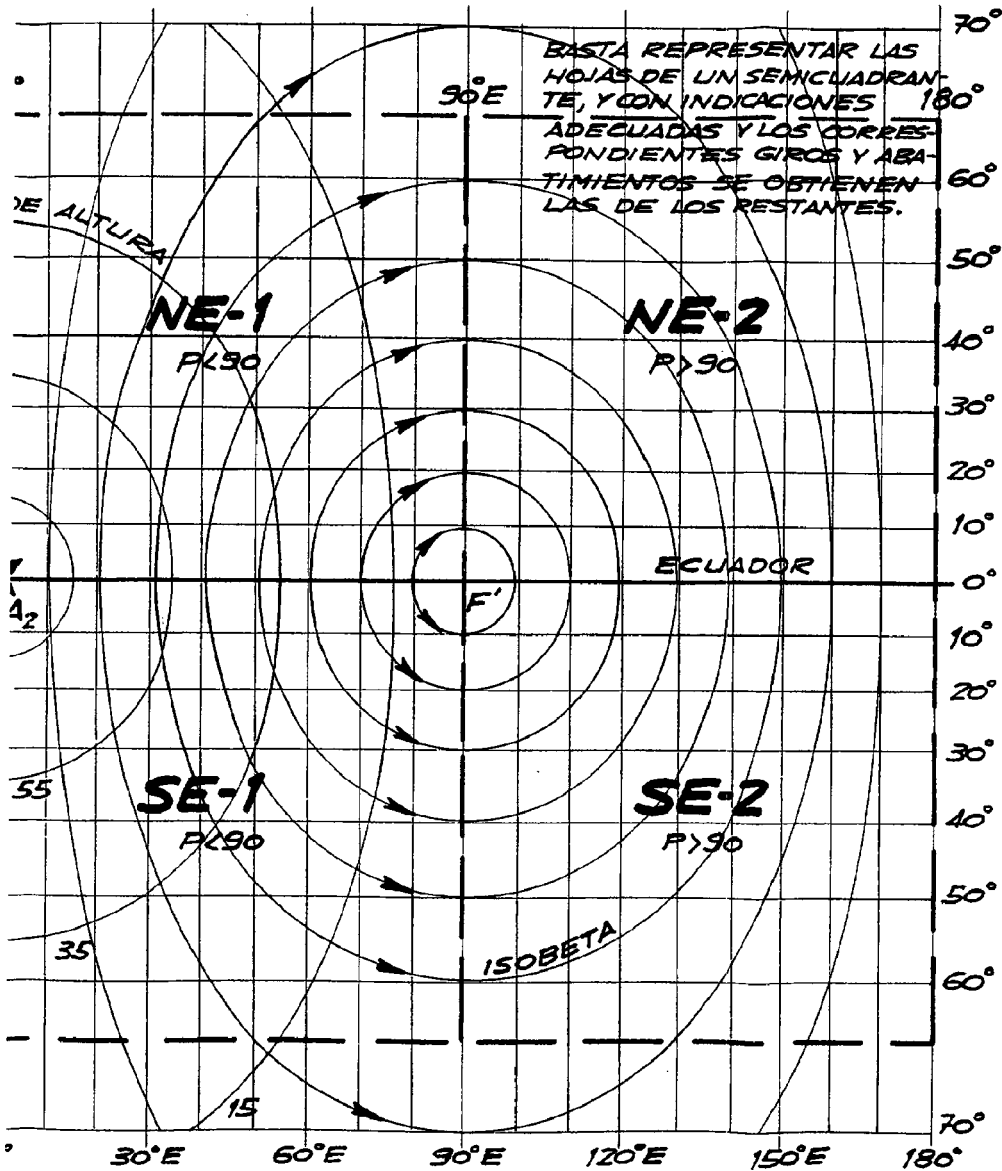 70°
BASTA REPRESENTAR LAS
HOJAS DE UN SEMICUADRAN-
TE, Y CON INDICACIONES
ADECUADAS Y LOS CORRES-
PONDIENTES GIROS Y ABA-
TIMIENTOS SE OBTIENEN
LAS DE LOS RESTANTES.
90°E
180°
60°
DE ALTURA
50°
NE-1
P<90
NE-2
P>90
40°
30°
20°
10°
ECUADOR
0°
A2
F'
10°
20°
30°
55
SE-1
P<90
SE-2
P>90
40°
50°
35
ISOBETA
60°
15
70°
30°E
60°E
90°E
120°E
150°E
180°